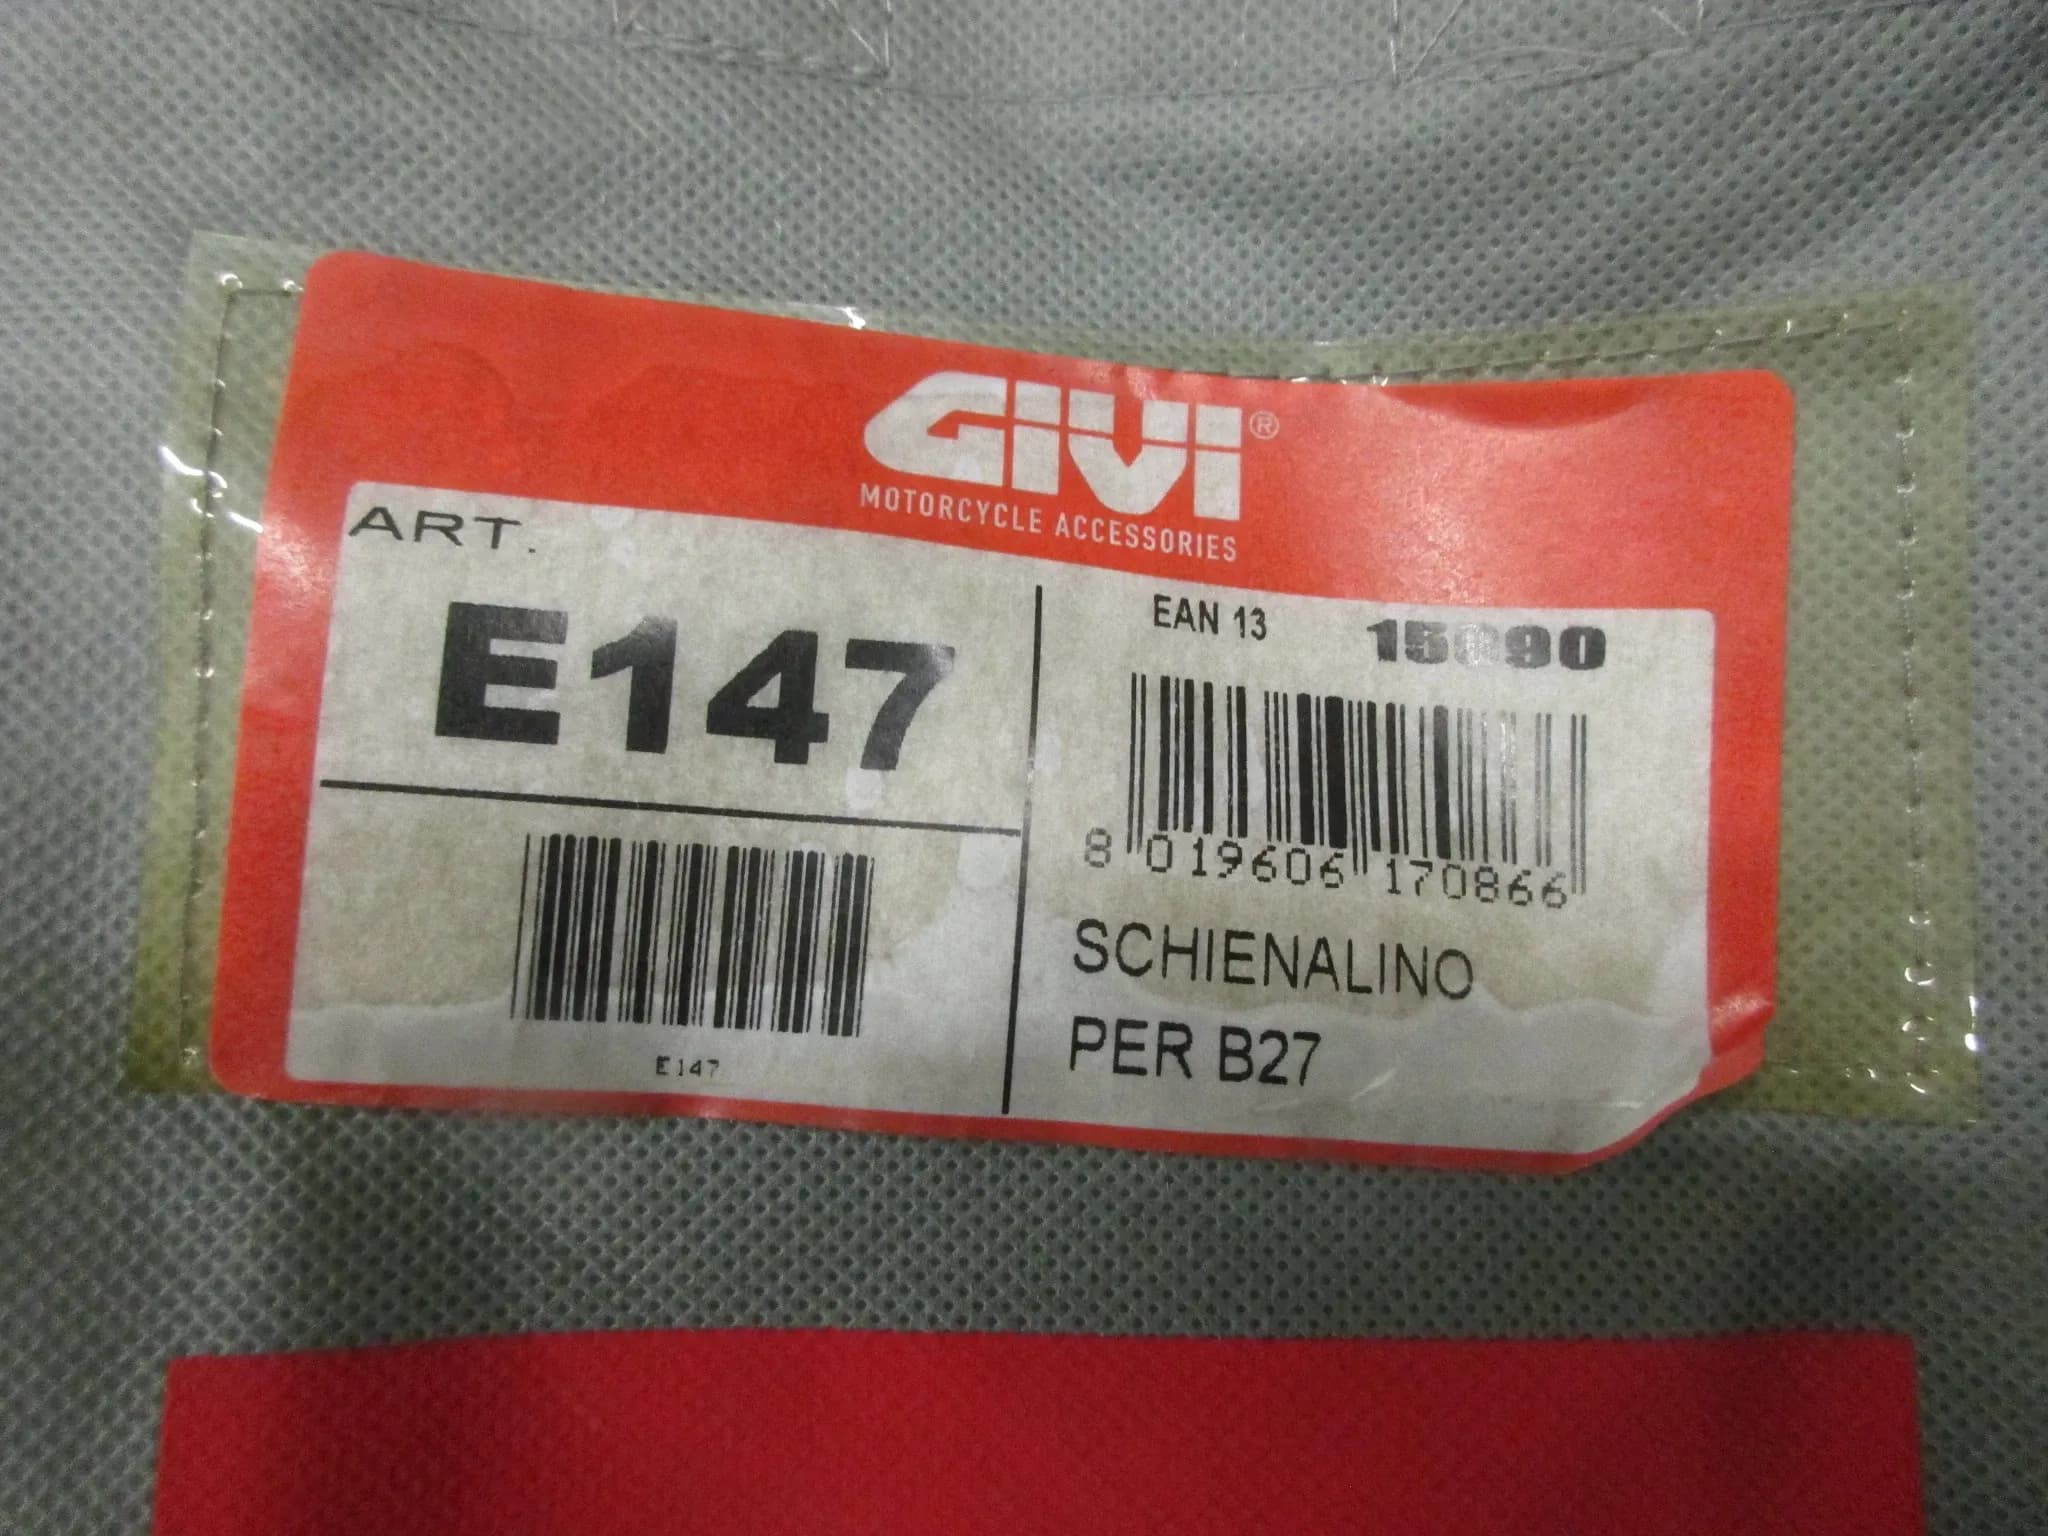 GIVI®
MOTORCYCLE ACCESSORIES
ART.
E147
E147
EAN 13
8 019606 170866
SCHIENALINO
PER B27